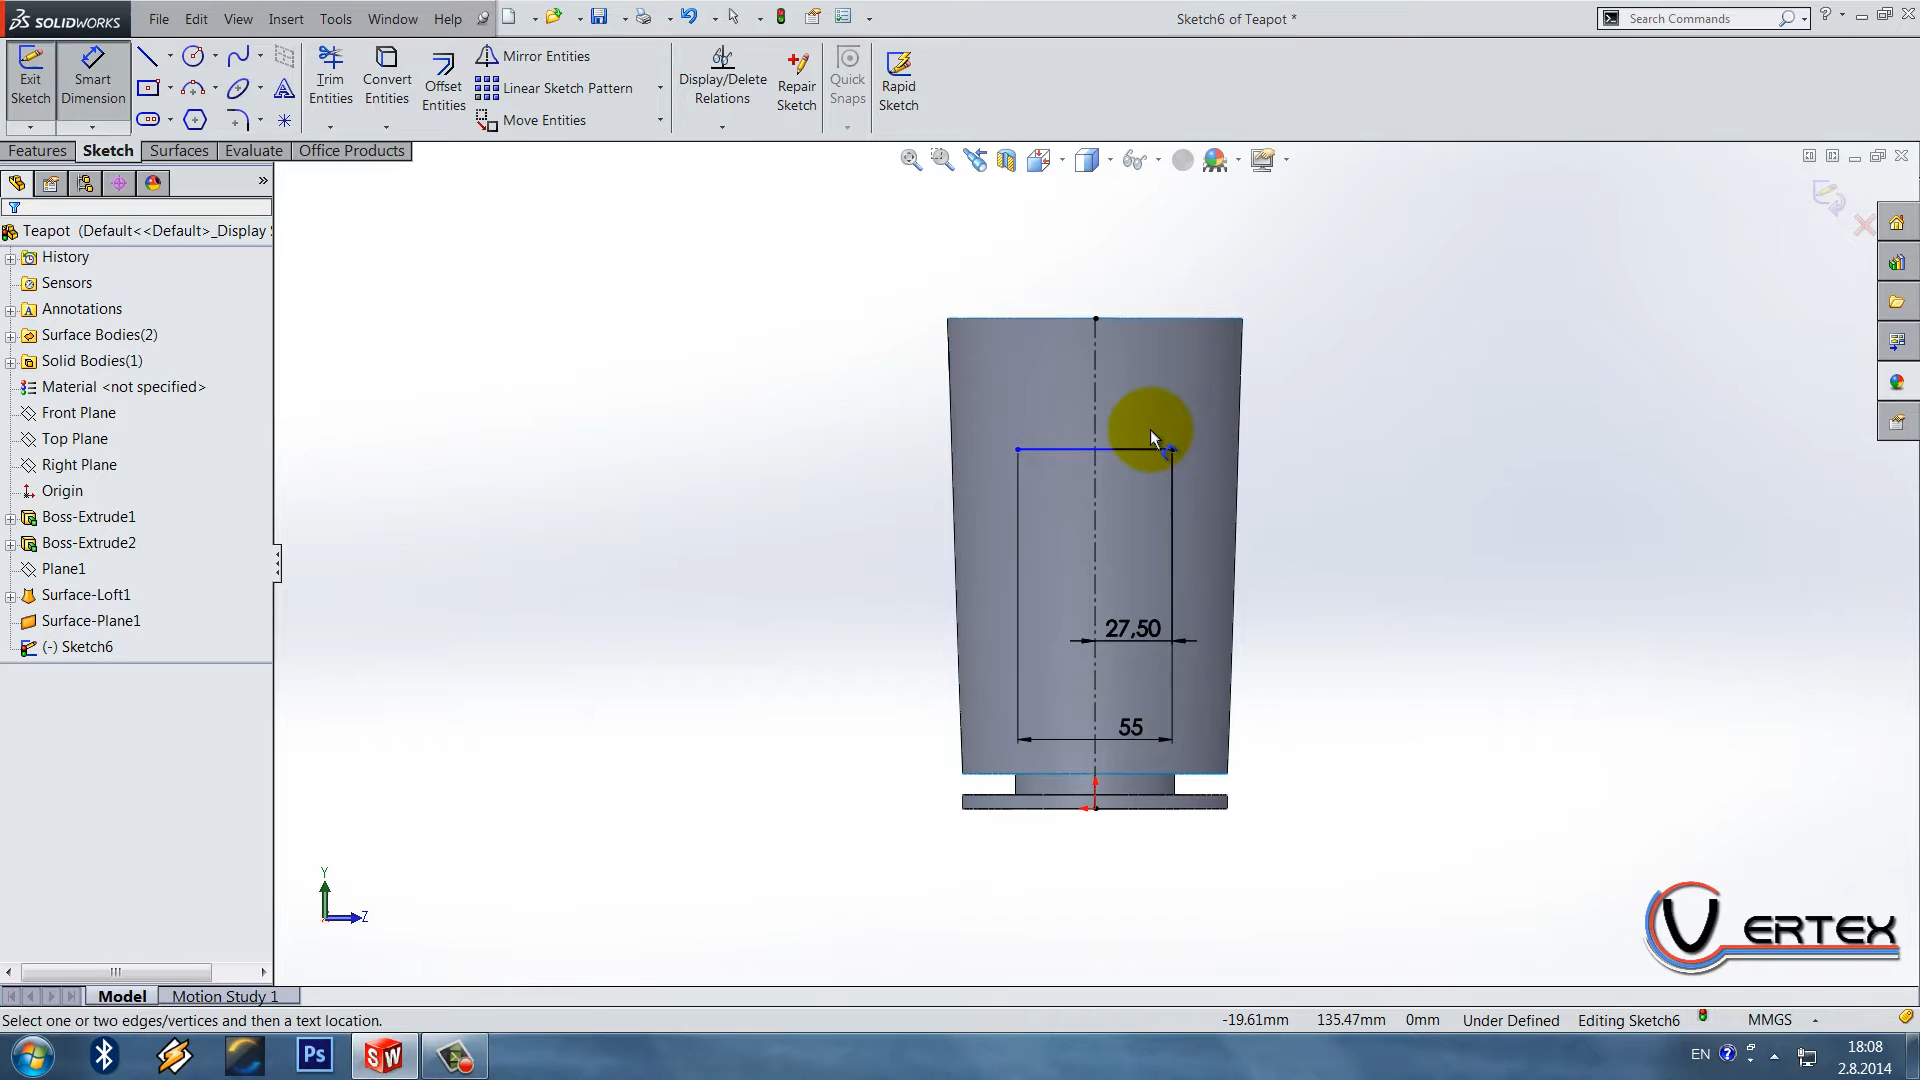 SOLIDWORKS
File Edit View Insert Tools Window Help
Sketch6 of Teapot *
Search Commands
Exit Sketch
Smart Dimension
Trim Entities
Convert Entities
Offset Entities
Mirror Entities
Linear Sketch Pattern
Move Entities
Display/Delete Relations
Repair Sketch
Quick Snaps
Rapid Sketch
Features Sketch Surfaces Evaluate Office Products
Teapot (Default<<Default>_Display
History
Sensors
Annotations
Surface Bodies(2)
Solid Bodies(1)
Material <not specified>
Front Plane
Top Plane
Right Plane
Origin
Boss-Extrude1
Boss-Extrude2
Plane1
Surface-Loft1
Surface-Plane1
(-) Sketch6
27,50
55
Y
Z
VERTEX
Model Motion Study 1
Select one or two edges/vertices and then a text location.
-19.61mm 135.47mm 0mm Under Defined Editing Sketch6 MMGS
Ps
SW
EN
18:08
2.8.2014